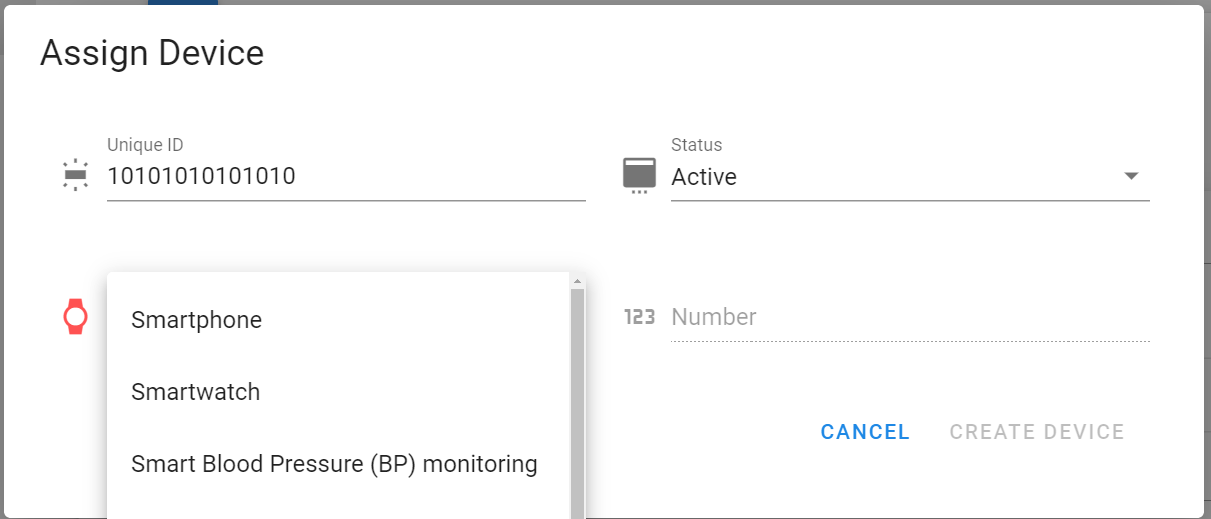 Assign Device
Unique ID
10101010101010
Status
Active
Smartphone
Smartwatch
Smart Blood Pressure (BP) monitoring
123 Number
CANCEL CREATE DEVICE